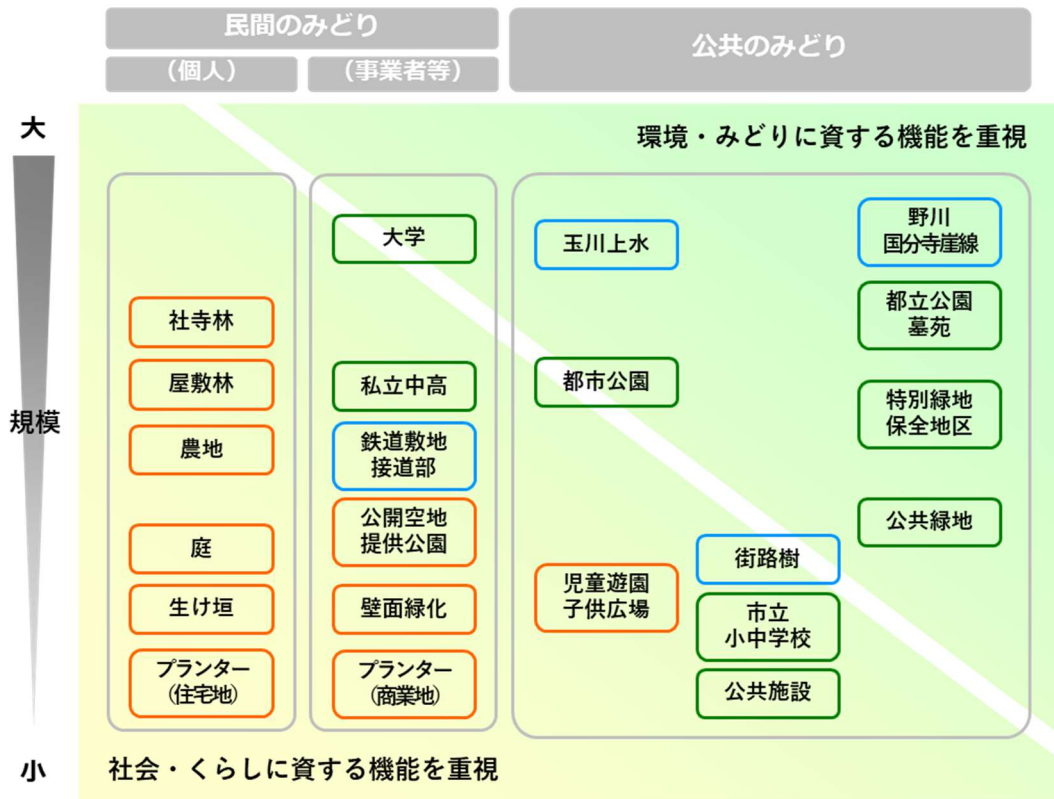 民間のみどり
（個人）
（事業者等）
公共のみどり
大
規模
小
環境・みどりに資する機能を重視
社寺林
屋敷林
農地
庭
生け垣
プランター
（住宅地）
大学
私立中高
鉄道敷地
接道部
公開空地
提供公園
壁面緑化
プランター
（商業地）
玉川上水
都市公園
児童遊園
子供広場
街路樹
市立
小中学校
公共施設
野川
国分寺崖線
都立公園
墓苑
特別緑地
保全地区
公共緑地
社会・くらしに資する機能を重視